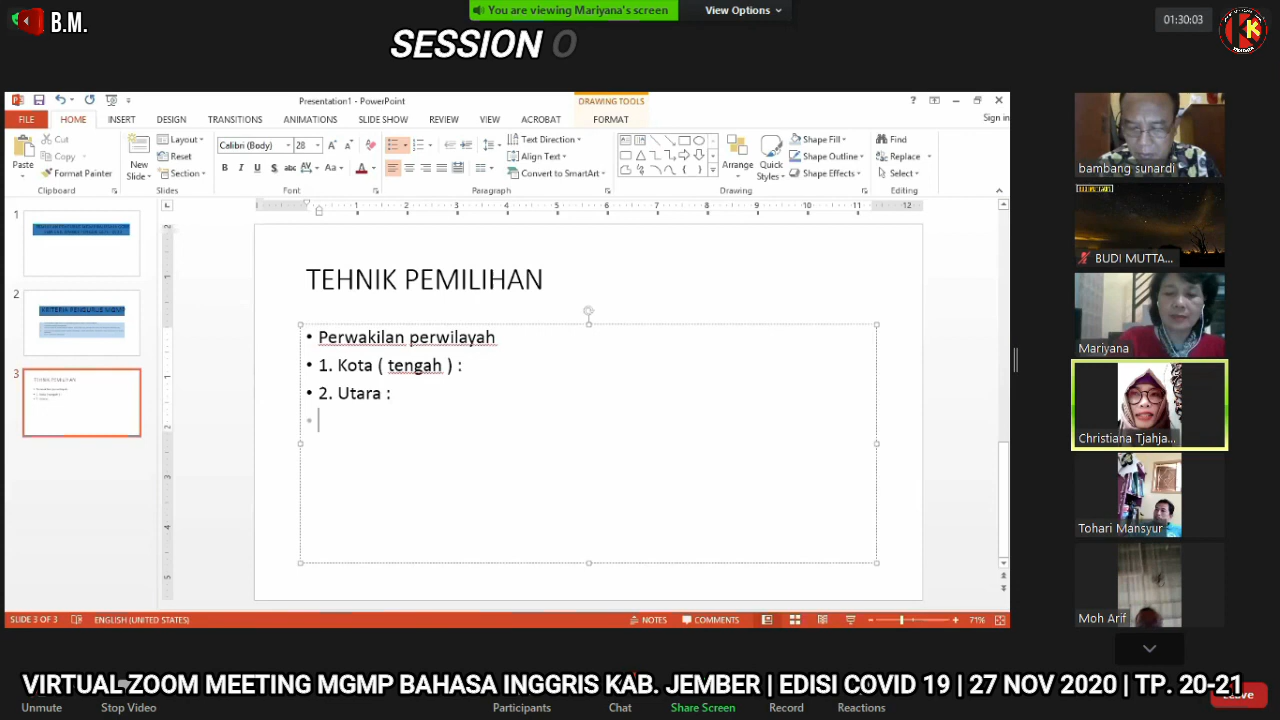 B.M.
You are viewing Mariyana's screen
View Options
01:30:03
K
SESSION O
Presentation1 - PowerPoint
DRAWING TOOLS
Sign in
FILE
HOME
INSERT
DESIGN
TRANSITIONS
ANIMATIONS
SLIDE SHOW
REVIEW
VIEW
ACROBAT
FORMAT
Paste
Cut
Copy
Format Painter
Clipboard
New
Slide
Layout
Reset
Section
Slides
Calibri (Body)
28
Font
Text Direction
Align Text
Convert to SmartArt
Paragraph
Arrange
Quick
Styles
Shape Fill
Shape Outline
Shape Effects
Drawing
Find
Replace
Select
Editing
1
2
KRITERIA PENGURUS MGMP
3
TEHNIK PEMILIHAN
• Perwakilan perwilayah
• 1. Kota ( tengah ) :
• 2. Utara :
•
bambang sunardi
BUDI MUTTA...
Mariyana
Christiana Tjahja...
Tohari Mansyur
Moh Arif
SLIDE 3 OF 3
ENGLISH (UNITED STATES)
NOTES
COMMENTS
71%
VIRTUAL ZOOM MEETING MGMP BAHASA INGGRIS KAB. JEMBER | EDISI COVID 19 | 27 NOV 2020 | TP. 20-21
Unmute
Stop Video
Participants
Chat
Share Screen
Record
Reactions
Leave